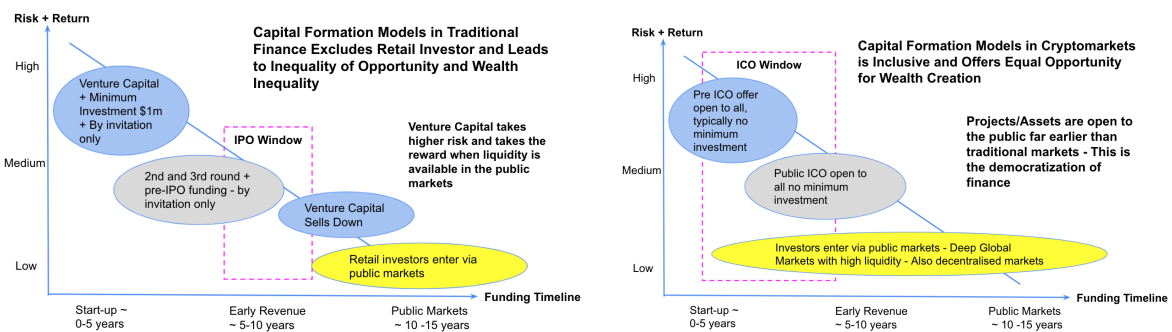 Risk + Return
Capital Formation Models in Traditional
Finance Excludes Retail Investor and Leads
to Inequality of Opportunity and Wealth
Inequality
High
Venture Capital
+ Minimum
Investment $1m
+ By invitation
only
IPO Window
Venture Capital takes
higher risk and takes the
reward when liquidity is
available in the public
markets
Medium
2nd and 3rd round +
pre-IPO funding - by
invitation only
Venture Capital
Sells Down
Retail investors enter via
public markets
Low
Funding Timeline
Start-up ~
0-5 years
Early Revenue
~ 5-10 years
Public Markets
~ 10 -15 years
Risk + Return
Capital Formation Models in Cryptomarkets
is Inclusive and Offers Equal Opportunity
for Wealth Creation
ICO Window
High
Pre ICO offer
open to all,
typically no
minimum
investment
Projects/Assets are open to
the public far earlier than
traditional markets - This is
the democratization of
finance
Medium
Public ICO open to
all no minimum
investment
Investors enter via public markets - Deep Global
Markets with high liquidity - Also decentralised markets
Low
Funding Timeline
Start-up ~
0-5 years
Early Revenue
~ 5-10 years
Public Markets
~ 10 -15 years